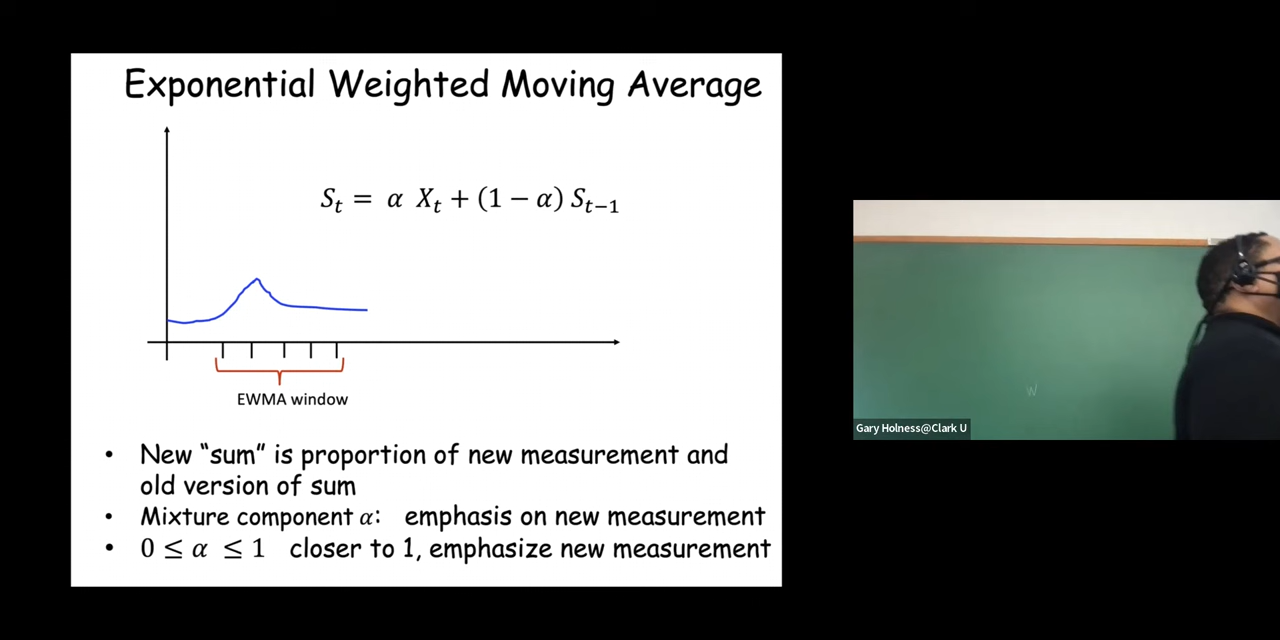 Exponential Weighted Moving Average
S_t = α X_t + (1 − α) S_{t−1}
EWMA window
• New “sum” is proportion of new measurement and
old version of sum
• Mixture component α: emphasis on new measurement
• 0 ≤ α ≤ 1 closer to 1, emphasize new measurement
W
Gary Holness@Clark U